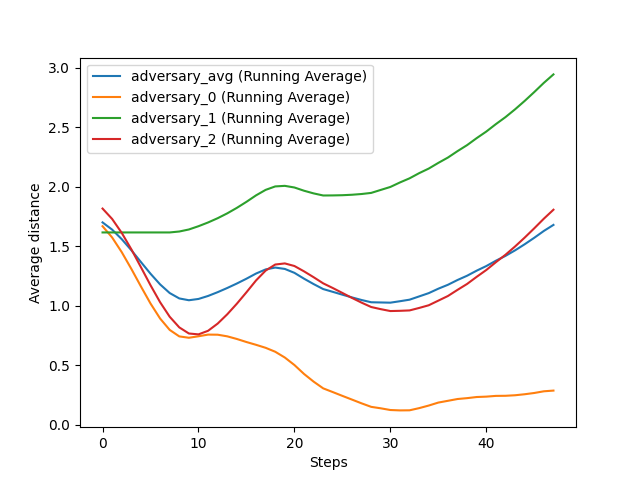 adversary_avg (Running Average)
adversary_0 (Running Average)
adversary_1 (Running Average)
adversary_2 (Running Average)
3.0
2.5
2.0
1.5
1.0
0.5
0.0
Average distance
0 10 20 30 40
Steps